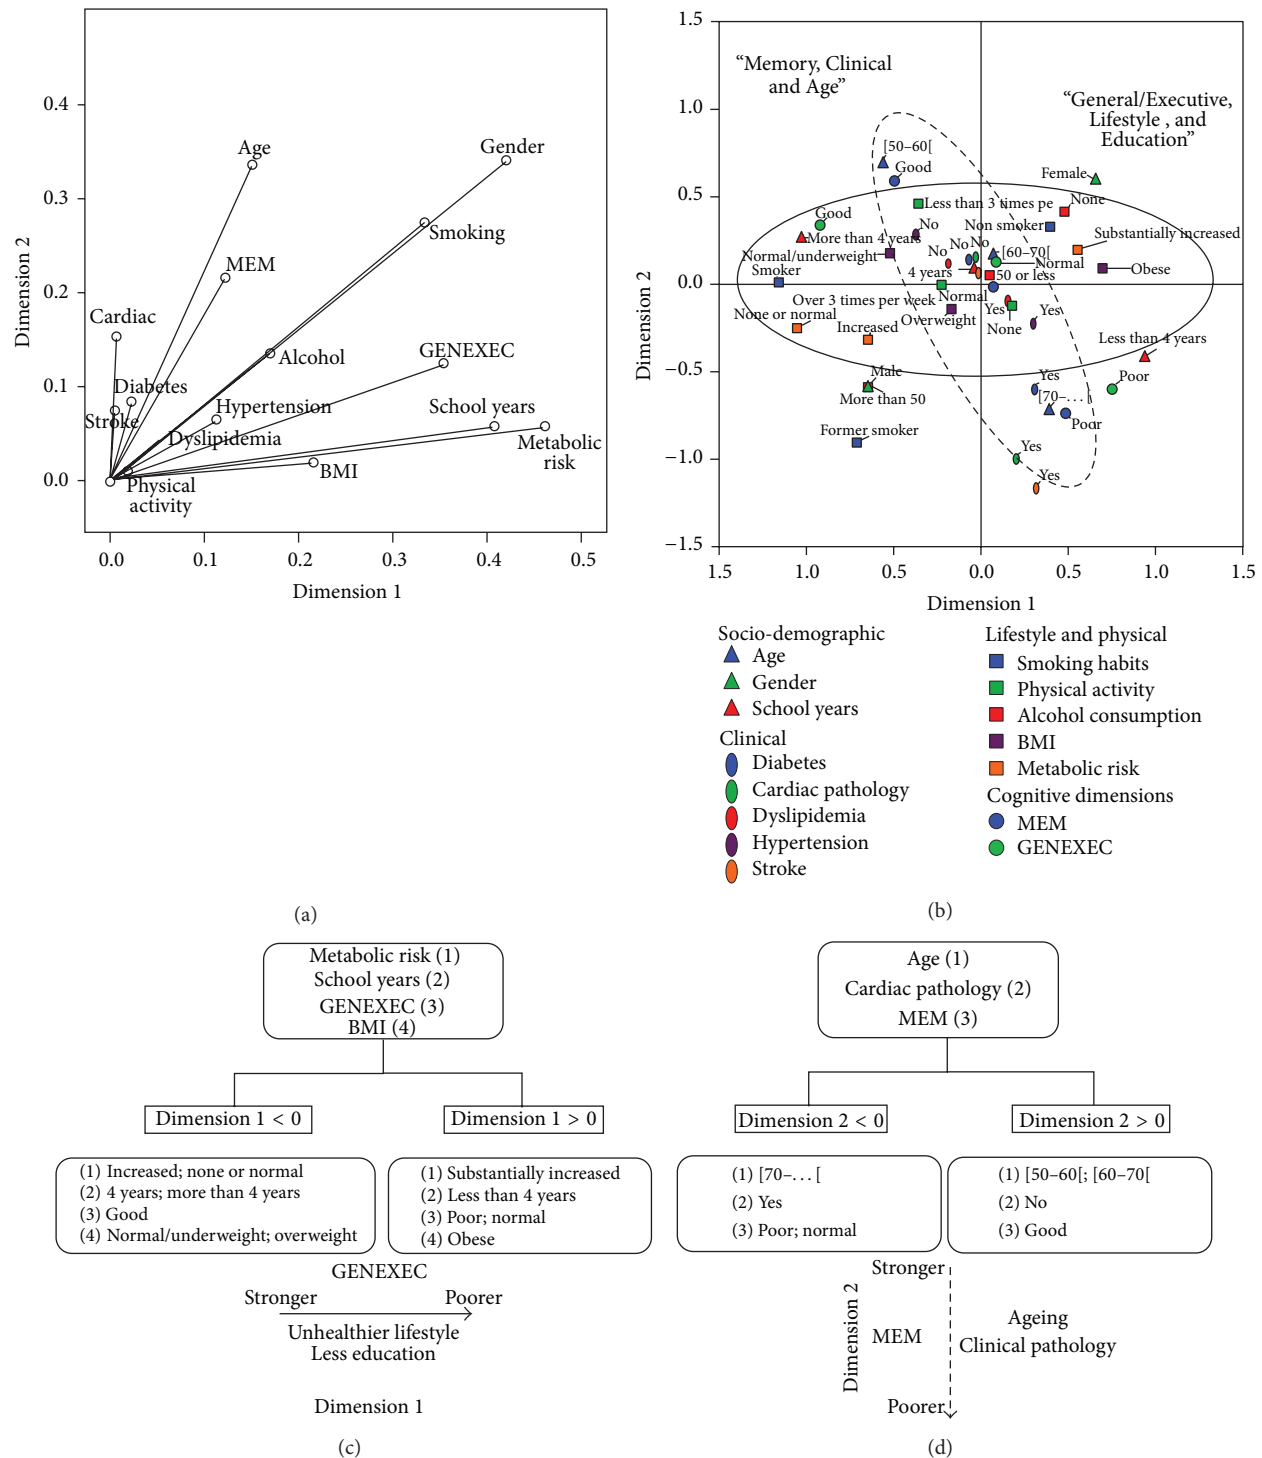 0.4
0.3
0.2
0.1
0.0
Dimension 2
Age
Gender
Smoking
MEM
Cardiac
Alcohol
GENEXEC
Diabetes
Stroke
Hypertension
School years
Dyslipidemia
Metabolic
risk
BMI
Physical
activity
0.0 0.1 0.2 0.3 0.4 0.5
Dimension 1
(a)
1.5
1.0
0.5
0.0
−0.5
−1.0
−1.5
Dimension 2
“Memory, Clinical
and Age”
“General/Executive,
Lifestyle , and
Education”
[50–60[
Good
Female
Less than 3 times pe
None
Good
No
Non smoker
More than 4 years
Substantially increased
No No No
[60–70[
Normal/underweight
Normal
Obese
Smoker
4 years
50 or less
Over 3 times per week
Normal
None or normal
Overweight
Yes
Yes
Increased
None
Less than 4 years
Male
Yes
Poor
More than 50
[70–...[
Poor
Former smoker
Yes
Yes
1.5 1.0 0.5 0.0 0.5 1.0 1.5
Dimension 1
Socio-demographic
Age
Gender
School years
Clinical
Diabetes
Cardiac pathology
Dyslipidemia
Hypertension
Stroke
Lifestyle and physical
Smoking habits
Physical activity
Alcohol consumption
BMI
Metabolic risk
Cognitive dimensions
MEM
GENEXEC
(b)
Metabolic risk (1)
School years (2)
GENEXEC (3)
BMI (4)
Dimension 1 < 0
Dimension 1 > 0
(1) Increased; none or normal
(2) 4 years; more than 4 years
(3) Good
(4) Normal/underweight; overweight
(1) Substantially increased
(2) Less than 4 years
(3) Poor; normal
(4) Obese
GENEXEC
Stronger Poorer
Unhealthier lifestyle
Less education
Dimension 1
(c)
Age (1)
Cardiac pathology (2)
MEM (3)
Dimension 2 < 0
Dimension 2 > 0
(1) [70–...[
(2) Yes
(3) Poor; normal
(1) [50–60[; [60–70[
(2) No
(3) Good
Stronger
Dimension 2
MEM
Ageing
Clinical pathology
Poorer
(d)